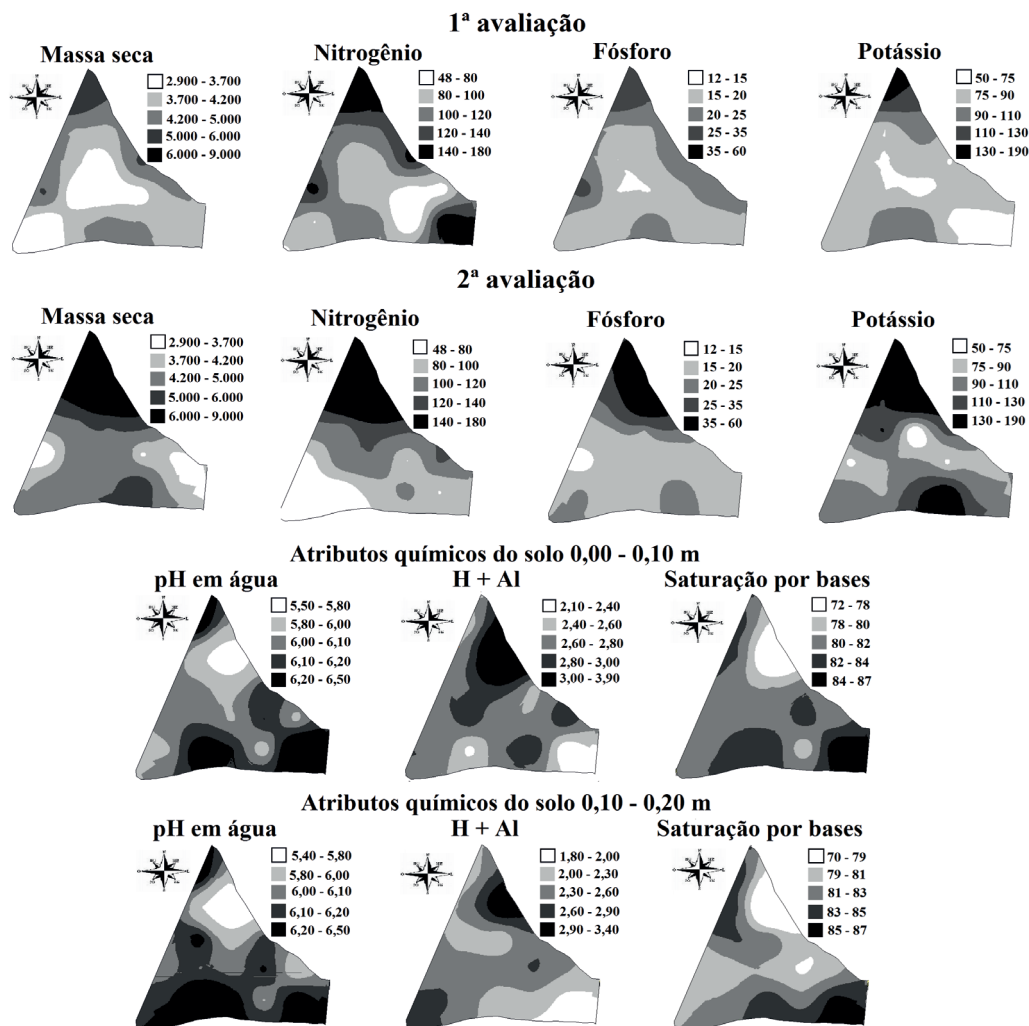 1ª avaliação
Massa seca
2.900 - 3.700
3.700 - 4.200
4.200 - 5.000
5.000 - 6.000
6.000 - 9.000
Nitrogênio
48 - 80
80 - 100
100 - 120
120 - 140
140 - 180
Fósforo
12 - 15
15 - 20
20 - 25
25 - 35
35 - 60
Potássio
50 - 75
75 - 90
90 - 110
110 - 130
130 - 190
2ª avaliação
Massa seca
2.900 - 3.700
3.700 - 4.200
4.200 - 5.000
5.000 - 6.000
6.000 - 9.000
Nitrogênio
48 - 80
80 - 100
100 - 120
120 - 140
140 - 180
Fósforo
12 - 15
15 - 20
20 - 25
25 - 35
35 - 60
Potássio
50 - 75
75 - 90
90 - 110
110 - 130
130 - 190
Atributos químicos do solo 0,00 - 0,10 m
pH em água
5,50 - 5,80
5,80 - 6,00
6,00 - 6,10
6,10 - 6,20
6,20 - 6,50
H + Al
2,10 - 2,40
2,40 - 2,60
2,60 - 2,80
2,80 - 3,00
3,00 - 3,90
Saturação por bases
72 - 78
78 - 80
80 - 82
82 - 84
84 - 87
Atributos químicos do solo 0,10 - 0,20 m
pH em água
5,40 - 5,80
5,80 - 6,00
6,00 - 6,10
6,10 - 6,20
6,20 - 6,50
H + Al
1,80 - 2,00
2,00 - 2,30
2,30 - 2,60
2,60 - 2,90
2,90 - 3,40
Saturação por bases
70 - 79
79 - 81
81 - 83
83 - 85
85 - 87